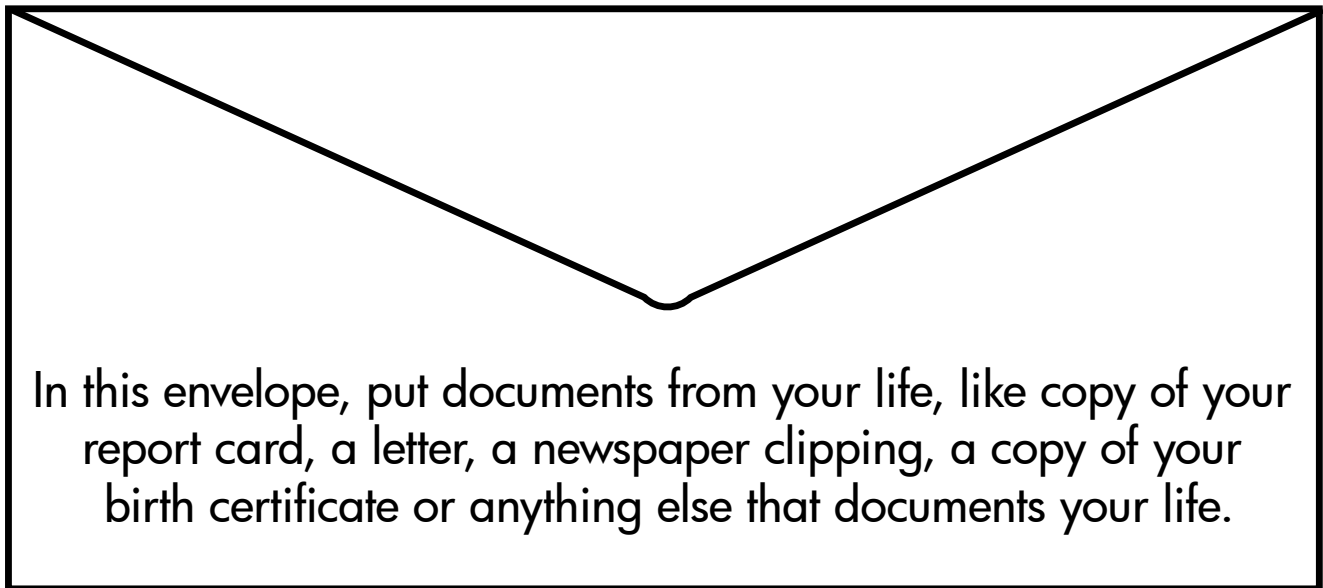 In this envelope, put documents from your life, like copy of your
report card, a letter, a newspaper clipping, a copy of your
birth certificate or anything else that documents your life.